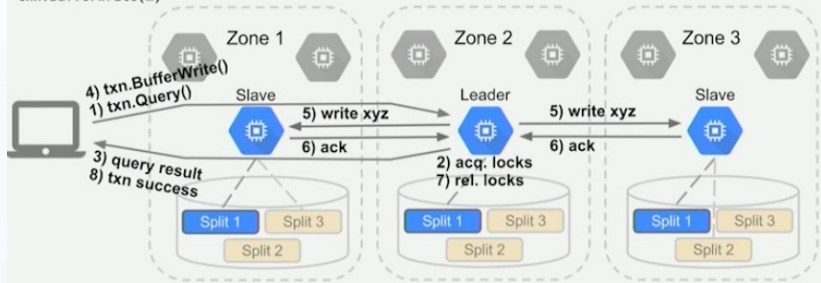 Zone 1
Zone 2
Zone 3
4) txn.BufferWrite()
1) txn.Query()
Slave
Leader
Slave
5) write xyz
5) write xyz
6) ack
6) ack
3) query result
8) txn success
2) acq. locks
7) rel. locks
Split 1
Split 3
Split 2
Split 1
Split 3
Split 2
Split 1
Split 3
Split 2